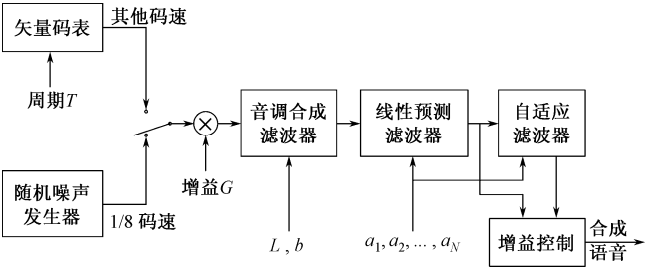 矢量码表
其他码速
周期T
音调合成
滤波器
线性预测
滤波器
自适应
滤波器
随机噪声
发生器
1/8 码速
增益G
L , b
a1, a2, ... , aN
增益控制
合成
语音